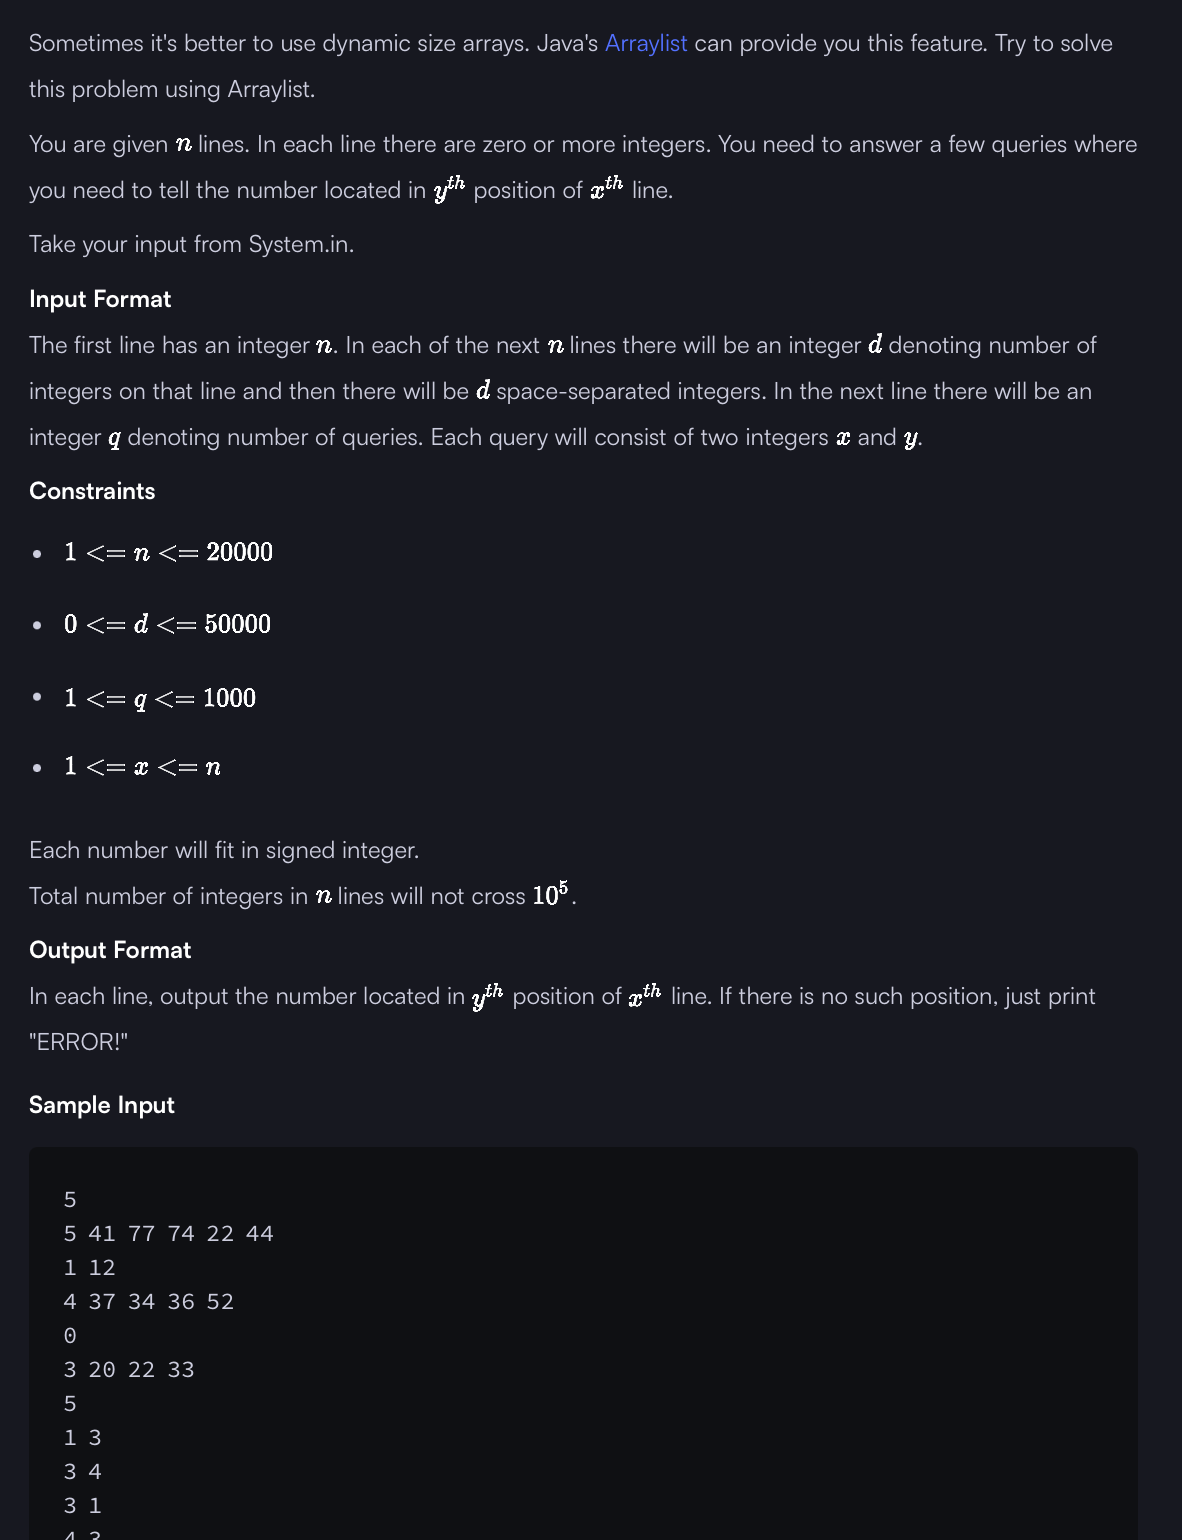 Sometimes it's better to use dynamic size arrays. Java's Arraylist can provide you this feature. Try to solve
this problem using Arraylist.
You are given n lines. In each line there are zero or more integers. You need to answer a few queries where
you need to tell the number located in y^th position of x^th line.
Take your input from System.in.
Input Format
The first line has an integer n. In each of the next n lines there will be an integer d denoting number of
integers on that line and then there will be d space-separated integers. In the next line there will be an
integer q denoting number of queries. Each query will consist of two integers x and y.
Constraints
• 1 <= n <= 20000
• 0 <= d <= 50000
• 1 <= q <= 1000
• 1 <= x <= n
Each number will fit in signed integer.
Total number of integers in n lines will not cross 10^5.
Output Format
In each line, output the number located in y^th position of x^th line. If there is no such position, just print
"ERROR!"
Sample Input
5
5 41 77 74 22 44
1 12
4 37 34 36 52
0
3 20 22 33
5
1 3
3 4
3 1
4 3